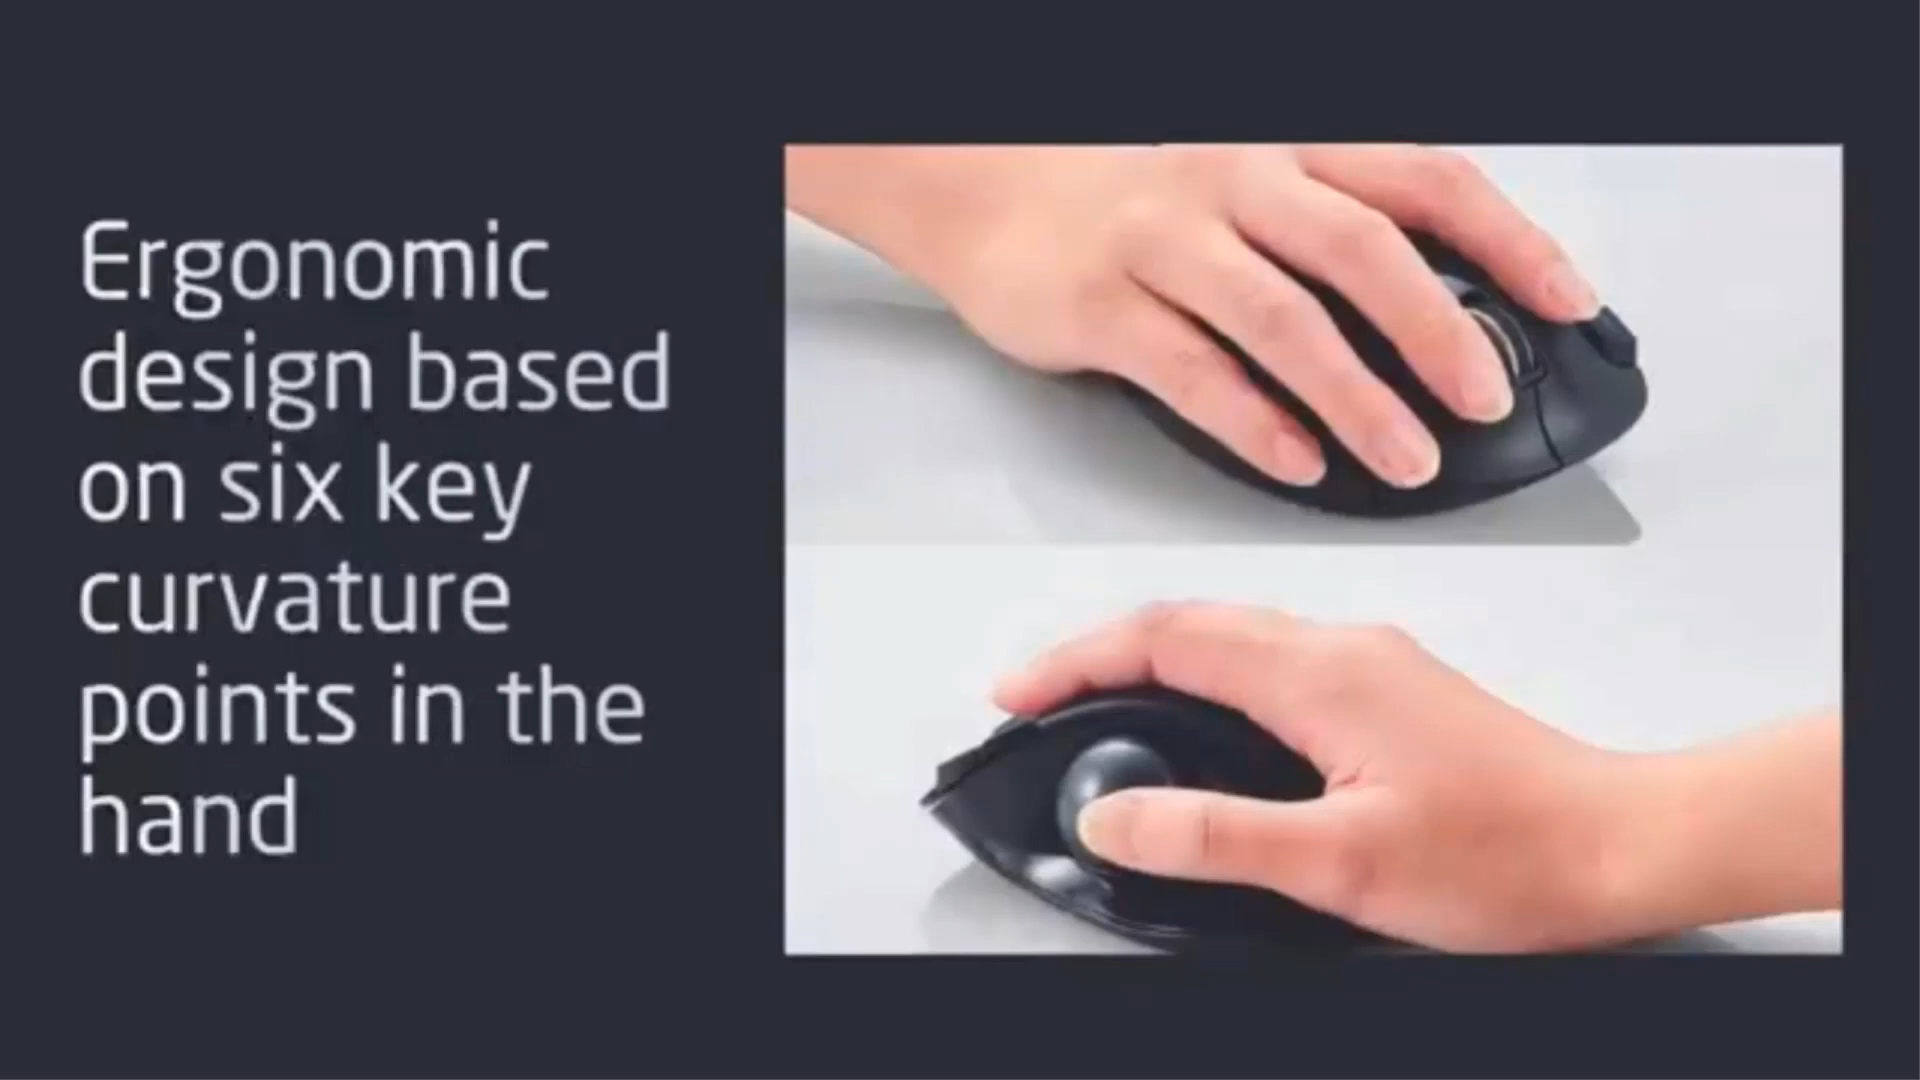 Ergonomic
design based
on six key
curvature
points in the
hand